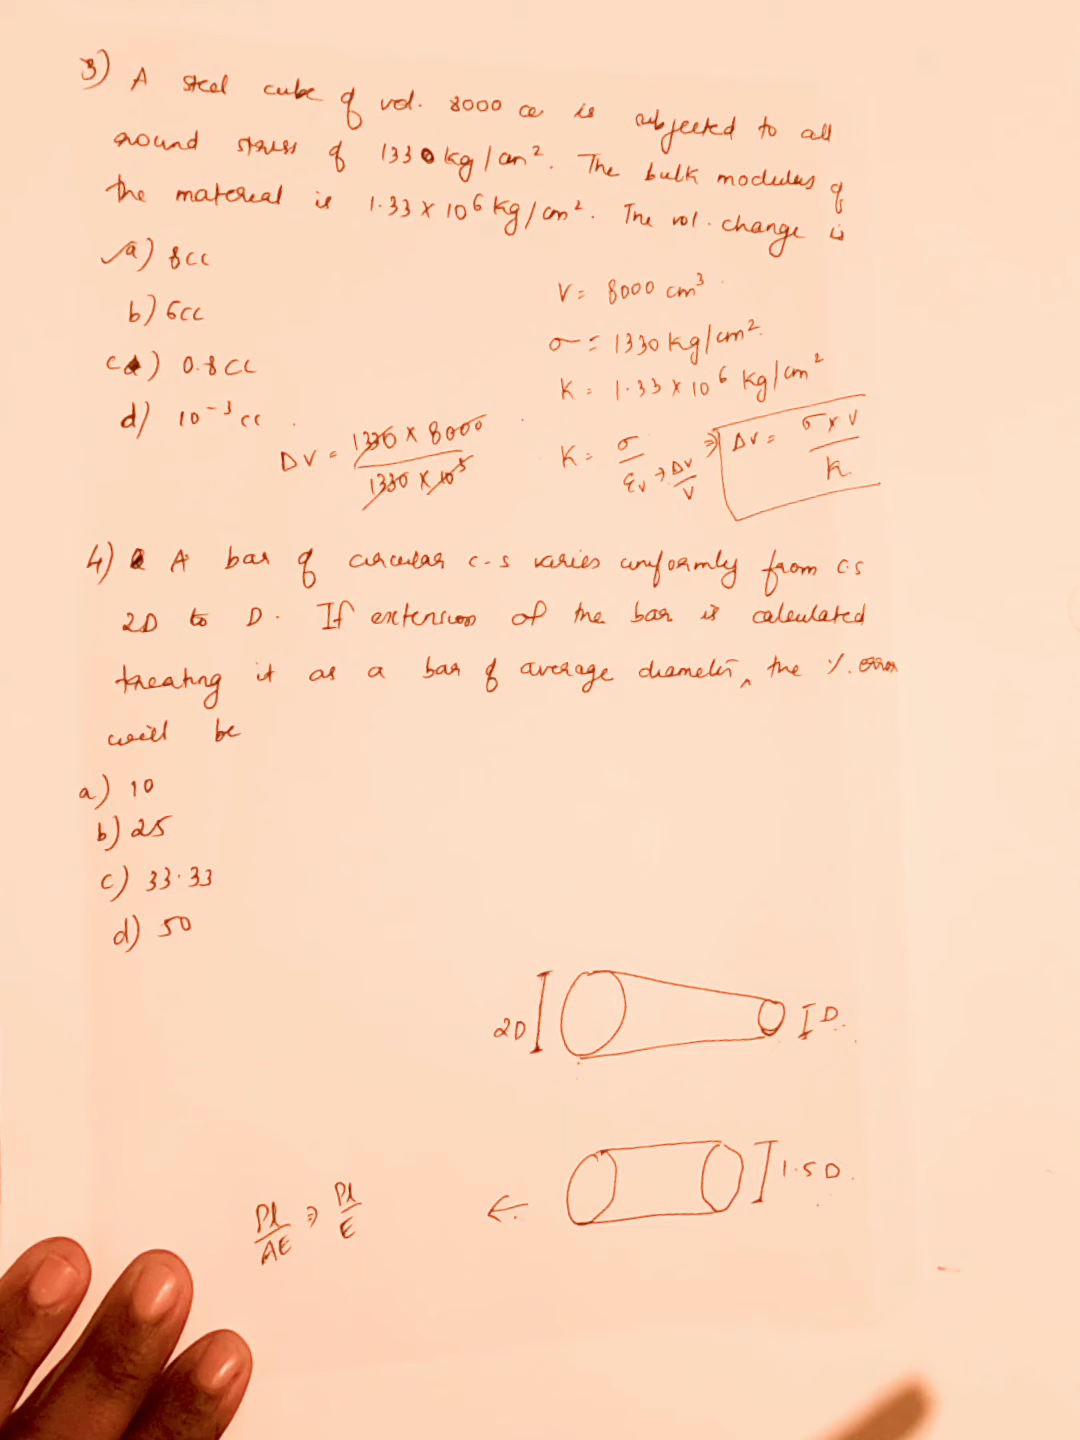 3) A steel cube of vol. 8000 cc is subjected to all
around stress of 1330 kg/cm². The bulk modulus of
the material is 1.33 x 10⁶ kg/cm². The vol. change is
a) 8cc
b) 6cc
c) 0.8cc
d) 10⁻³ cc
V = 8000 cm³
σ = 1330 kg/cm²
K = 1.33 x 10⁶ kg/cm²
K = σ/εv → ΔV/V ⇒ ΔV = σ x V / K
DV = 1330 x 8000 / 1330 x 10³
4) A bar of circular c-s varies uniformly from c.s
2D to D. If extension of the bar is calculated
treating it as a bar of average diameter, the %. error
will be
a) 10
b) 25
c) 33.33
d) 50
2D D.
1.5D.
Pl/AE ⇒ Pl/E ←